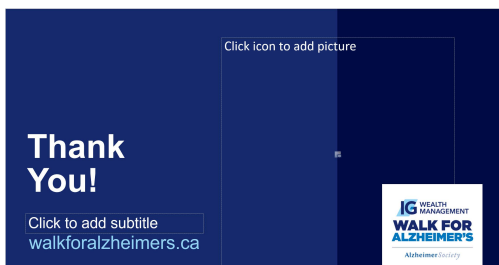 Click icon to add picture
Thank
You!
Click to add subtitle
walkforalzheimers.ca
IG WEALTH
MANAGEMENT
WALK FOR
ALZHEIMER'S
AlzheimerSociety